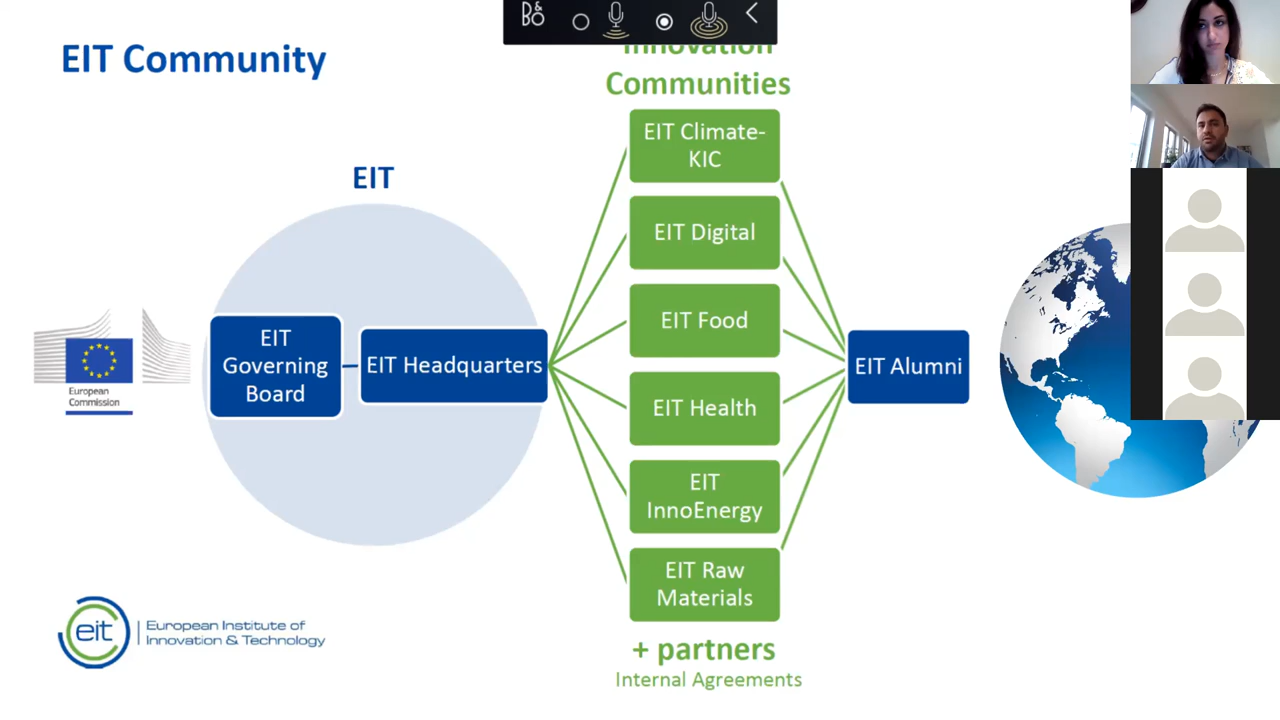 B&O
EIT Community
Innovation
Communities
EIT Climate-
KIC
EIT
EIT Digital
EIT Food
EIT
Governing
Board
EIT Headquarters
EIT Alumni
European
Commission
EIT Health
EIT
InnoEnergy
EIT Raw
Materials
eit
European Institute of
Innovation & Technology
+ partners
Internal Agreements